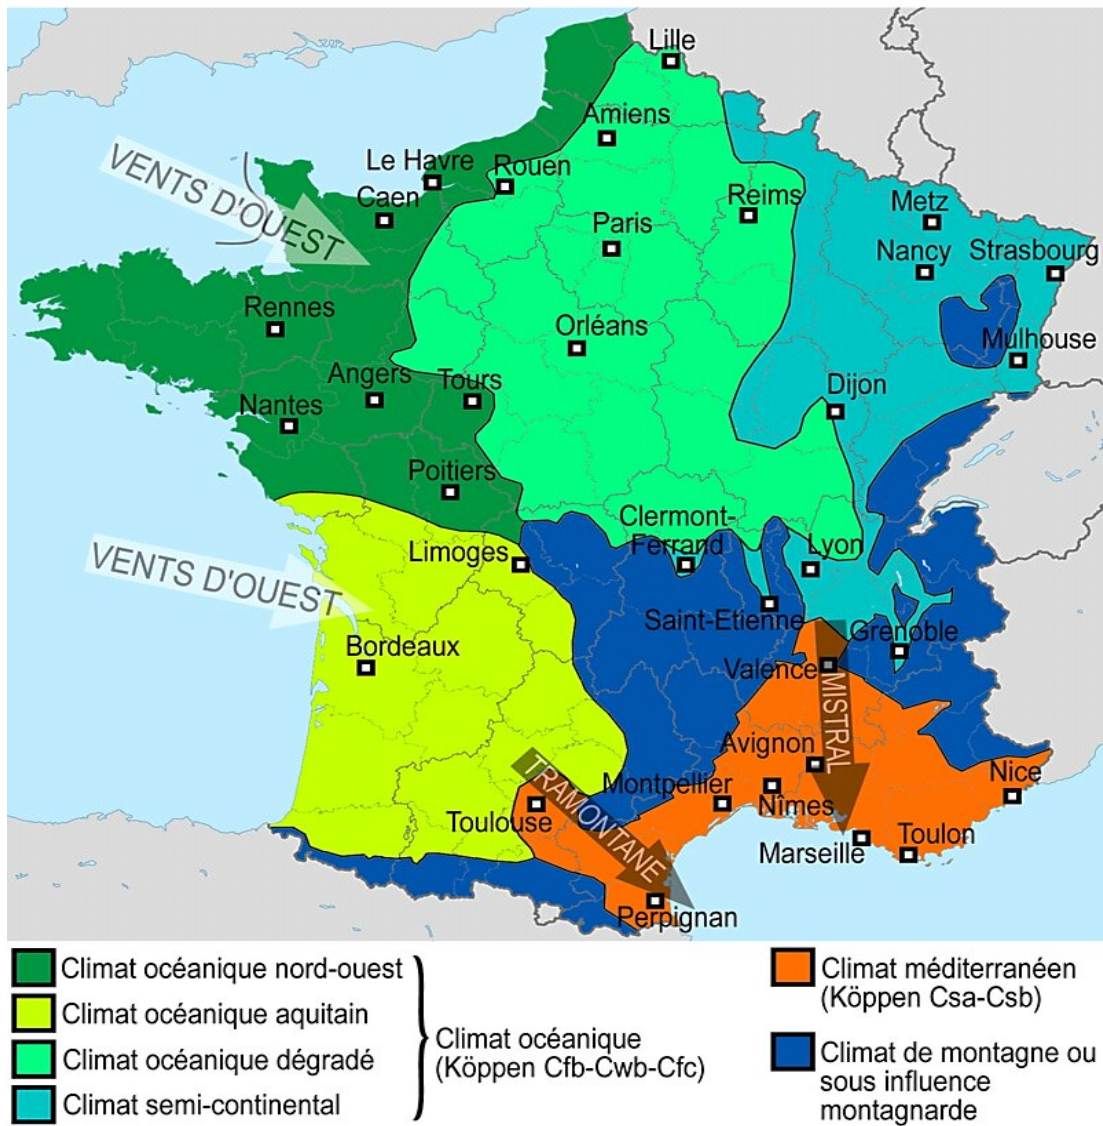 Lille
Amiens
VENTS D'OUEST
Le Havre
Rouen
Caen
Reims
Metz
Paris
Nancy
Strasbourg
Rennes
Orléans
Mulhouse
Angers
Tours
Dijon
Nantes
Poitiers
Clermont-
Ferrand
Limoges
Lyon
VENTS D'OUEST
Saint-Etienne
Grenoble
Bordeaux
Valence
MISTRAL
Avignon
TRAMONTANE
Montpellier
Nice
Nîmes
Toulouse
Marseille
Toulon
Perpignan
Climat océanique nord-ouest
Climat océanique aquitain
Climat océanique dégradé
Climat semi-continental
Climat océanique
(Köppen Cfb-Cwb-Cfc)
Climat méditerranéen
(Köppen Csa-Csb)
Climat de montagne ou
sous influence
montagnarde